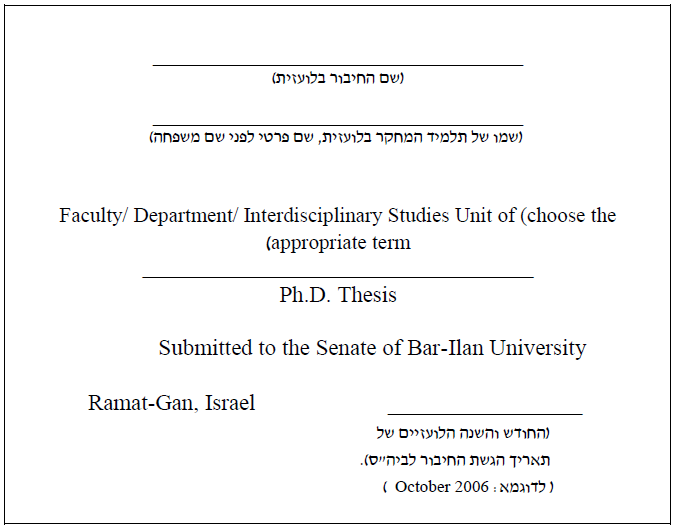 (שם החיבור בלועזית)
(שמו של תלמיד המחקר בלועזית, שם פרטי לפני שם משפחה)
Faculty/ Department/ Interdisciplinary Studies Unit of (choose the
(appropriate term
Ph.D. Thesis
Submitted to the Senate of Bar-Ilan University
Ramat-Gan, Israel
(החודש והשנה הלועזיים של
תאריך הגשת החיבור לביה"ס).
( לדוגמא: October 2006 )